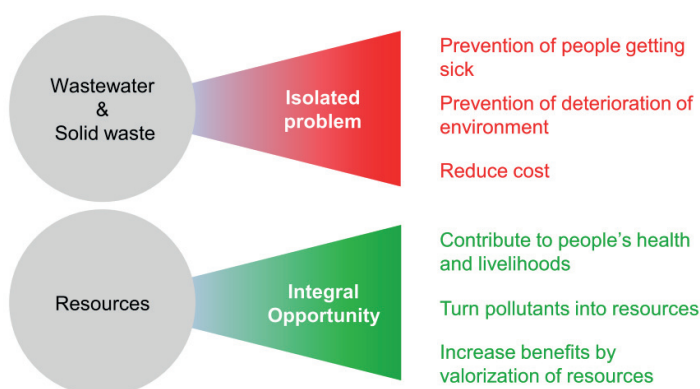 Wastewater
&
Solid waste
Isolated
problem
Prevention of people getting
sick
Prevention of deterioration of
environment
Reduce cost
Resources
Integral
Opportunity
Contribute to people's health
and livelihoods
Turn pollutants into resources
Increase benefits by
valorization of resources